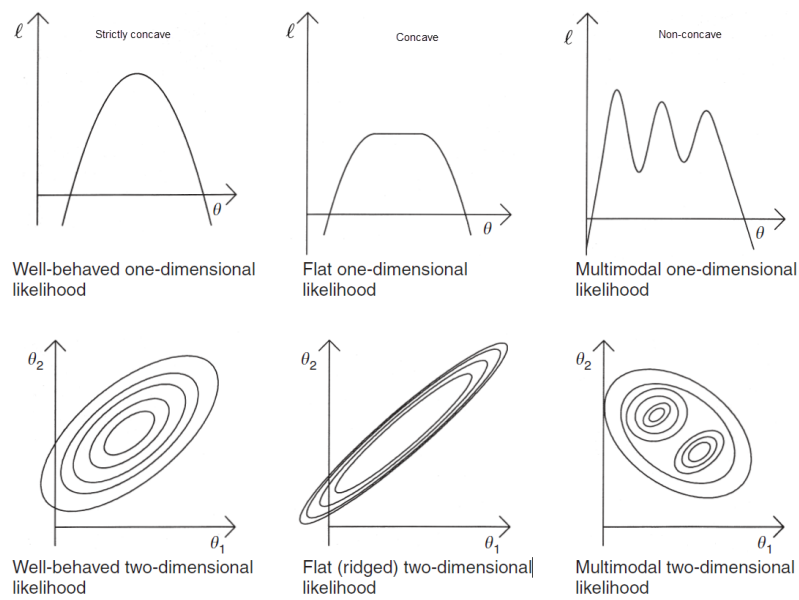 ℓ
Strictly concave
θ
Well-behaved one-dimensional
likelihood
ℓ
Concave
θ
Flat one-dimensional
likelihood
ℓ
Non-concave
θ
Multimodal one-dimensional
likelihood
θ₂
θ₁
Well-behaved two-dimensional
likelihood
θ₂
θ₁
Flat (ridged) two-dimensional
likelihood
θ₂
θ₁
Multimodal two-dimensional
likelihood